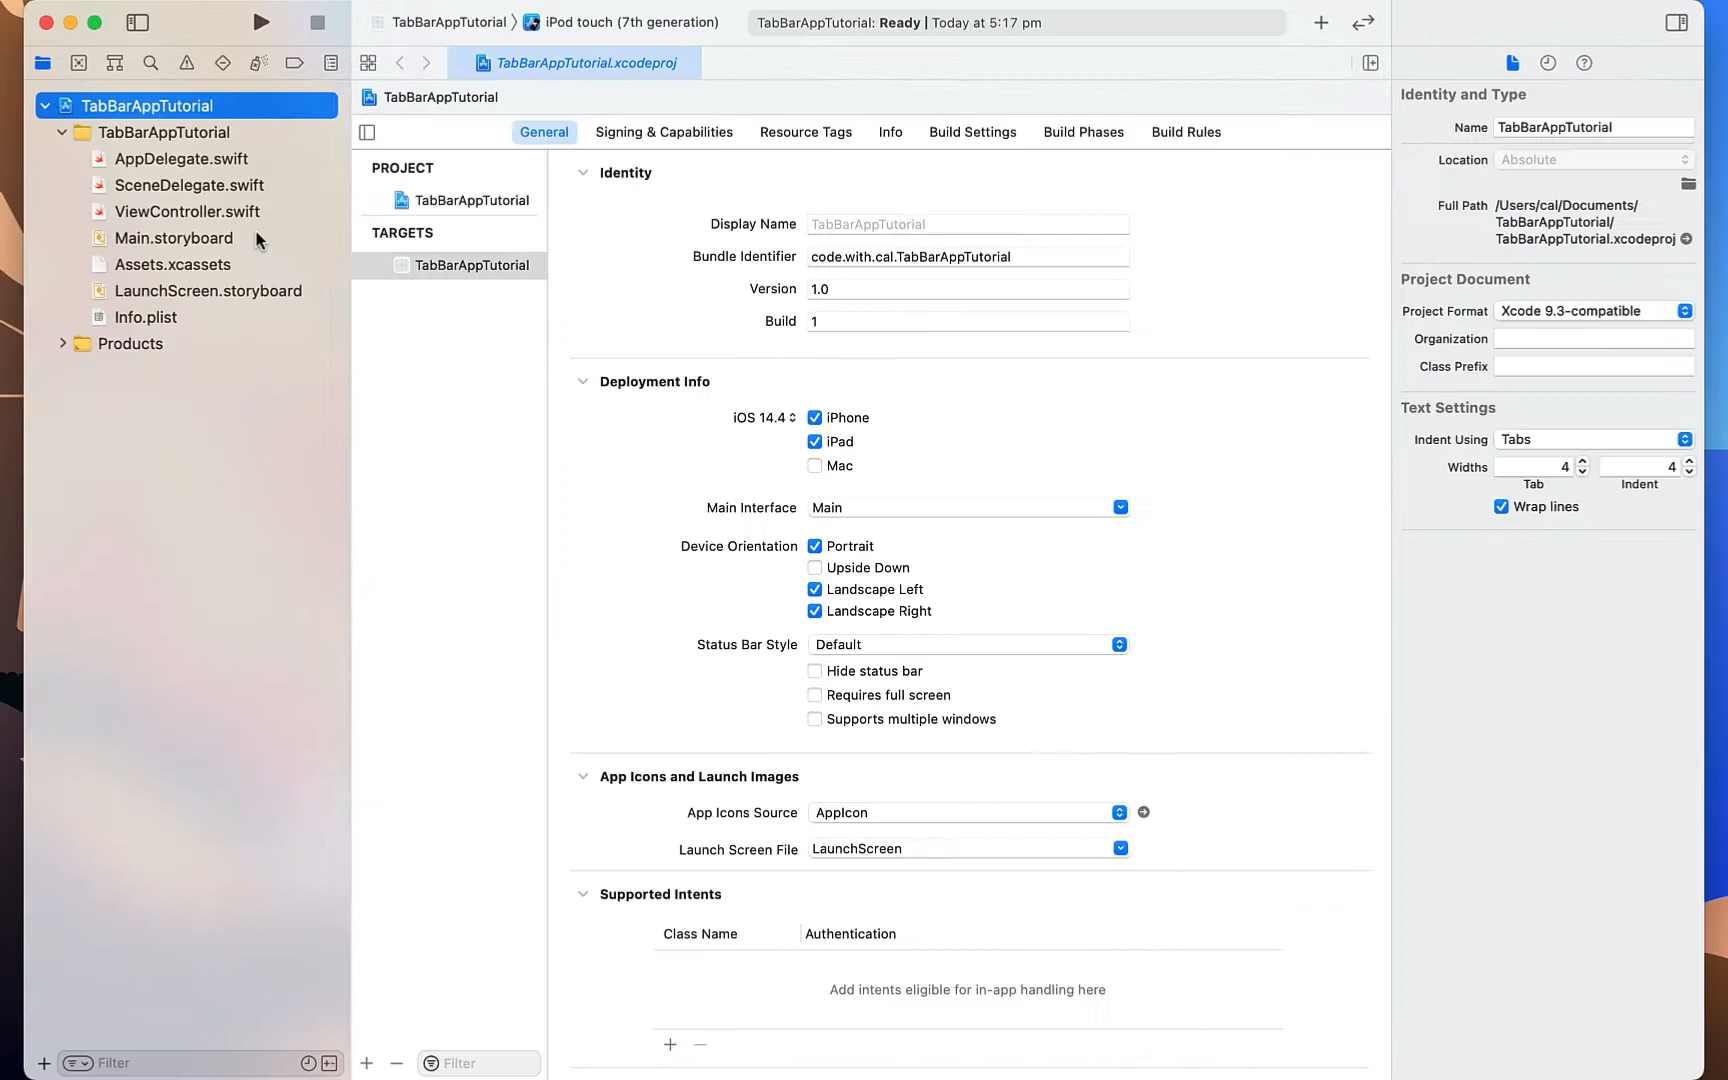 TabBarAppTutorial
iPod touch (7th generation)
TabBarAppTutorial: Ready | Today at 5:17 pm
TabBarAppTutorial.xcodeproj
TabBarAppTutorial
TabBarAppTutorial
AppDelegate.swift
SceneDelegate.swift
ViewController.swift
Main.storyboard
Assets.xcassets
LaunchScreen.storyboard
Info.plist
Products
Filter
TabBarAppTutorial
General
Signing & Capabilities
Resource Tags
Info
Build Settings
Build Phases
Build Rules
PROJECT
TabBarAppTutorial
TARGETS
TabBarAppTutorial
Filter
Identity
Display Name TabBarAppTutorial
Bundle Identifier code.with.cal.TabBarAppTutorial
Version 1.0
Build 1
Deployment Info
iOS 14.4 iPhone
iPad
Mac
Main Interface Main
Device Orientation Portrait
Upside Down
Landscape Left
Landscape Right
Status Bar Style Default
Hide status bar
Requires full screen
Supports multiple windows
App Icons and Launch Images
App Icons Source AppIcon
Launch Screen File LaunchScreen
Supported Intents
Class Name Authentication
Add intents eligible for in-app handling here
Identity and Type
Name TabBarAppTutorial
Location Absolute
Full Path /Users/cal/Documents/
TabBarAppTutorial/
TabBarAppTutorial.xcodeproj
Project Document
Project Format Xcode 9.3-compatible
Organization
Class Prefix
Text Settings
Indent Using Tabs
Widths 4 4
Tab Indent
Wrap lines